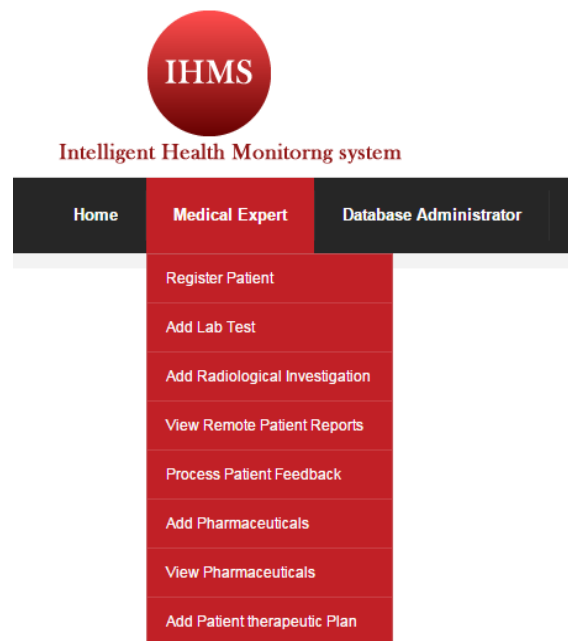 IHMS
Intelligent Health Monitorng system
Home Medical Expert Database Administrator
Register Patient
Add Lab Test
Add Radiological Investigation
View Remote Patient Reports
Process Patient Feedback
Add Pharmaceuticals
View Pharmaceuticals
Add Patient therapeutic Plan